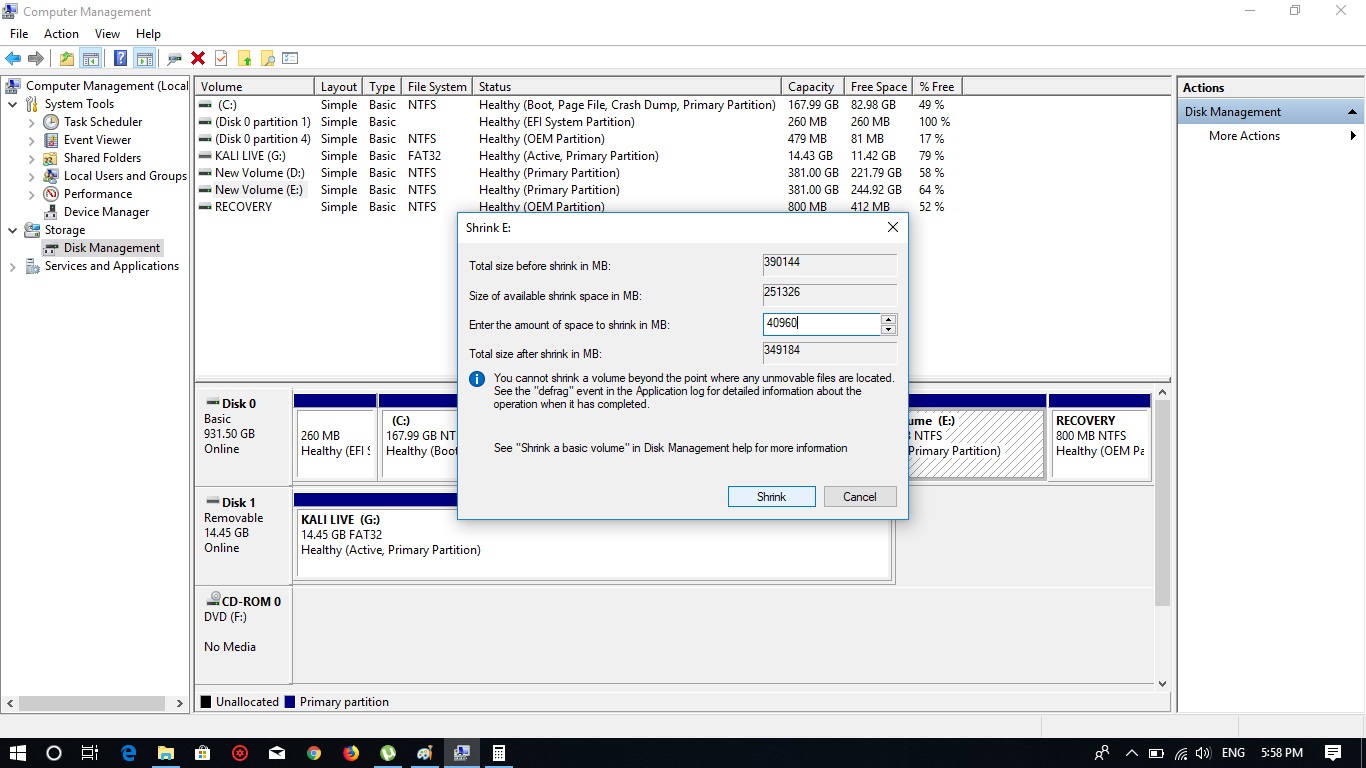 Computer Management
File Action View Help
Computer Management (Local
System Tools
Task Scheduler
Event Viewer
Shared Folders
Local Users and Groups
Performance
Device Manager
Storage
Disk Management
Services and Applications
Volume Layout Type File System Status Capacity Free Space % Free
(C:) Simple Basic NTFS Healthy (Boot, Page File, Crash Dump, Primary Partition) 167.99 GB 82.98 GB 49 %
(Disk 0 partition 1) Simple Basic Healthy (EFI System Partition) 260 MB 260 MB 100 %
(Disk 0 partition 4) Simple Basic NTFS Healthy (OEM Partition) 479 MB 81 MB 17 %
KALI LIVE (G:) Simple Basic FAT32 Healthy (Active, Primary Partition) 14.43 GB 11.42 GB 79 %
New Volume (D:) Simple Basic NTFS Healthy (Primary Partition) 381.00 GB 221.79 GB 58 %
New Volume (E:) Simple Basic NTFS Healthy (Primary Partition) 381.00 GB 244.92 GB 64 %
RECOVERY Simple Basic NTFS Healthy (OEM Partition) 800 MB 412 MB 52 %
Actions
Disk Management
More Actions
Shrink E:
Total size before shrink in MB: 390144
Size of available shrink space in MB: 251326
Enter the amount of space to shrink in MB: 40960
Total size after shrink in MB: 349184
You cannot shrink a volume beyond the point where any unmovable files are located.
See the "defrag" event in the Application log for detailed information about the
operation when it has completed.
See "Shrink a basic volume" in Disk Management help for more information
Shrink Cancel
Disk 0
Basic
931.50 GB
Online
260 MB
Healthy (EFI S
(C:)
167.99 GB NT
Healthy (Boo
ume (E:)
NTFS
Primary Partition)
RECOVERY
800 MB NTFS
Healthy (OEM Pa
Disk 1
Removable
14.45 GB
Online
KALI LIVE (G:)
14.45 GB FAT32
Healthy (Active, Primary Partition)
CD-ROM 0
DVD (F:)
No Media
Unallocated Primary partition
ENG 5:58 PM